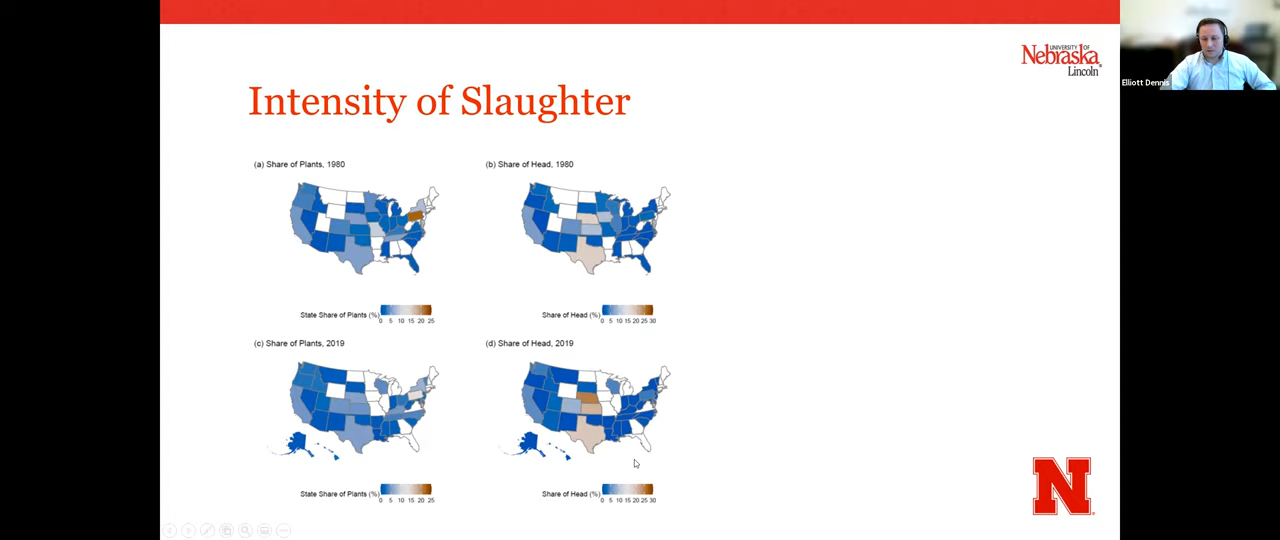 UNIVERSITY OF
Nebraska
Lincoln
Elliott Dennis
Intensity of Slaughter
(a) Share of Plants, 1980
(b) Share of Head, 1980
State Share of Plants (%)
0 5 10 15 20 25
Share of Head (%)
0 5 10 15 20 25 30
(c) Share of Plants, 2019
(d) Share of Head, 2019
State Share of Plants (%)
0 5 10 15 20 25
Share of Head (%)
0 5 10 15 20 25 30
N